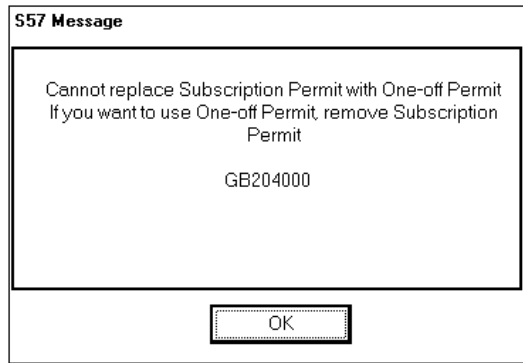 S57 Message
Cannot replace Subscription Permit with One-off Permit
If you want to use One-off Permit, remove Subscription
Permit
GB204000
OK